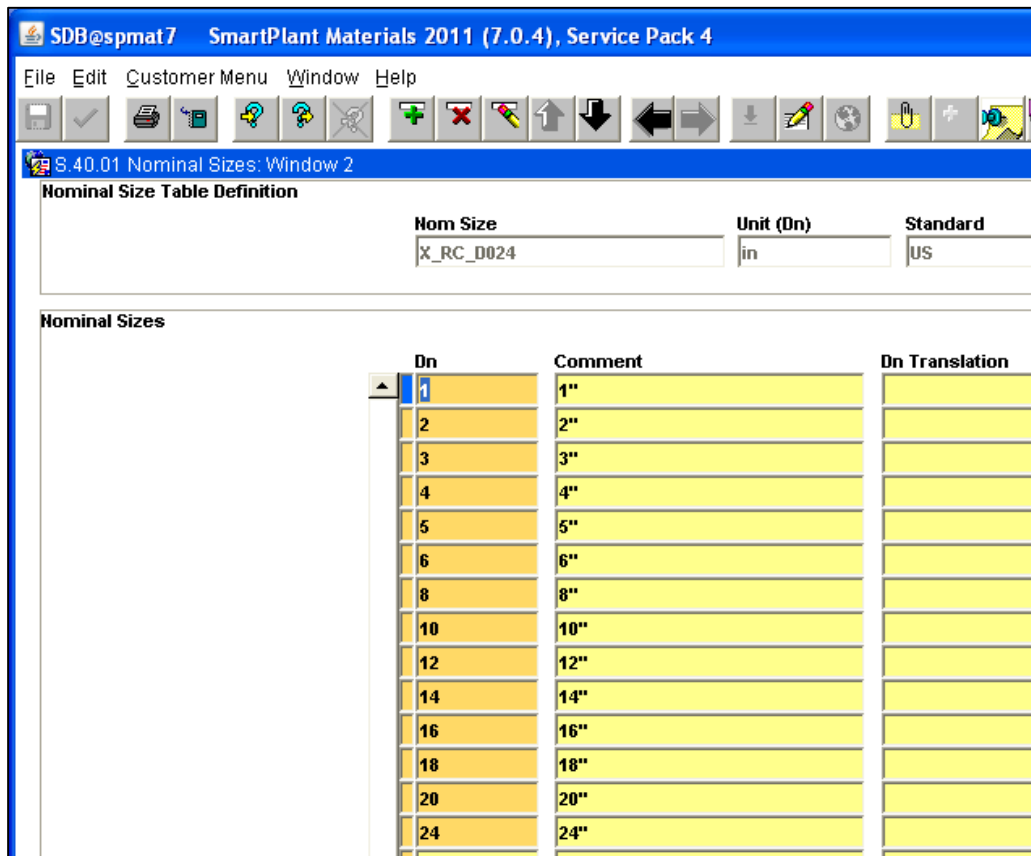 SDB@spmat7 SmartPlant Materials 2011 (7.0.4), Service Pack 4
File Edit Customer Menu Window Help
S.40.01 Nominal Sizes: Window 2
Nominal Size Table Definition
Nom Size Unit (Dn) Standard
X_RC_D024 in US
Nominal Sizes
Dn Comment Dn Translation
1 1"
2 2"
3 3"
4 4"
5 5"
6 6"
8 8"
10 10"
12 12"
14 14"
16 16"
18 18"
20 20"
24 24"